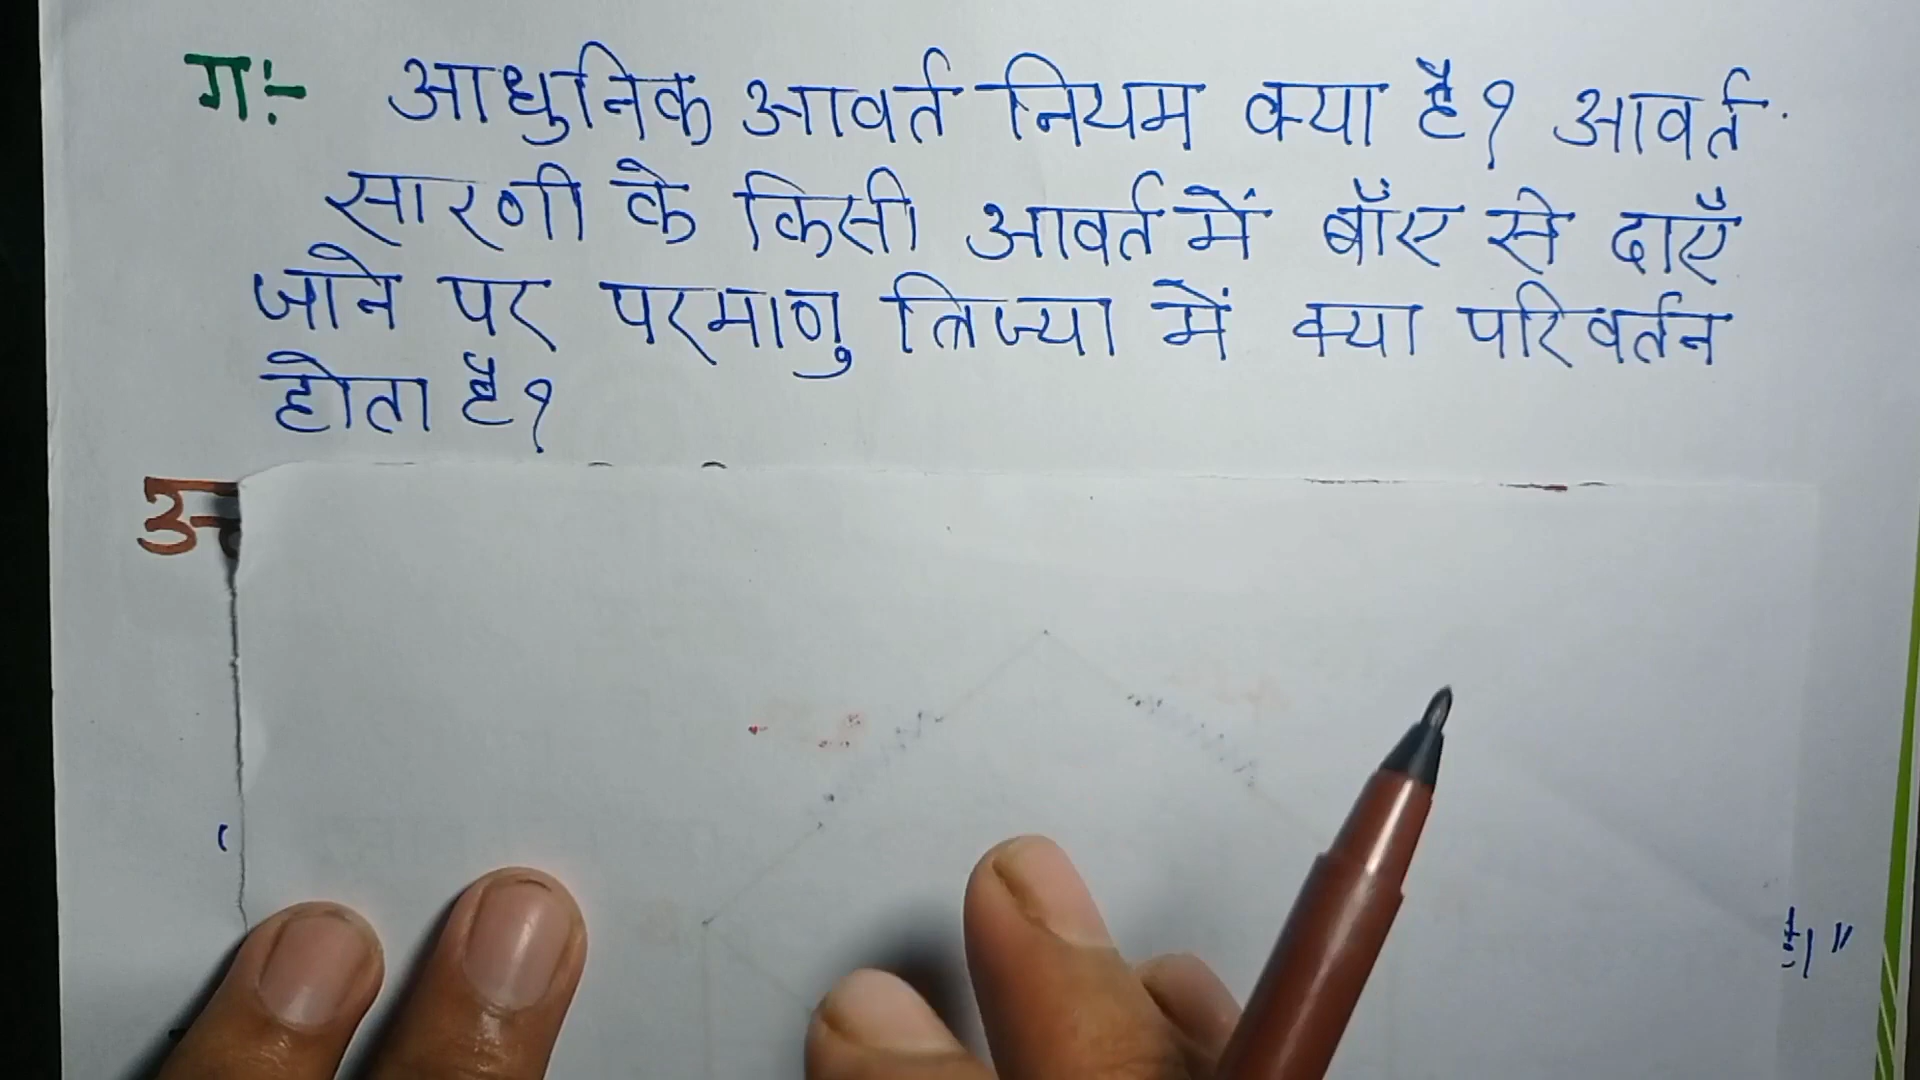 ग:- आधुनिक आवर्त नियम क्या है? आवर्त
सारणी के किसी आवर्त में बाँए से दाएँ
जाने पर परमाणु त्रिज्या में क्या परिवर्तन
होता है?